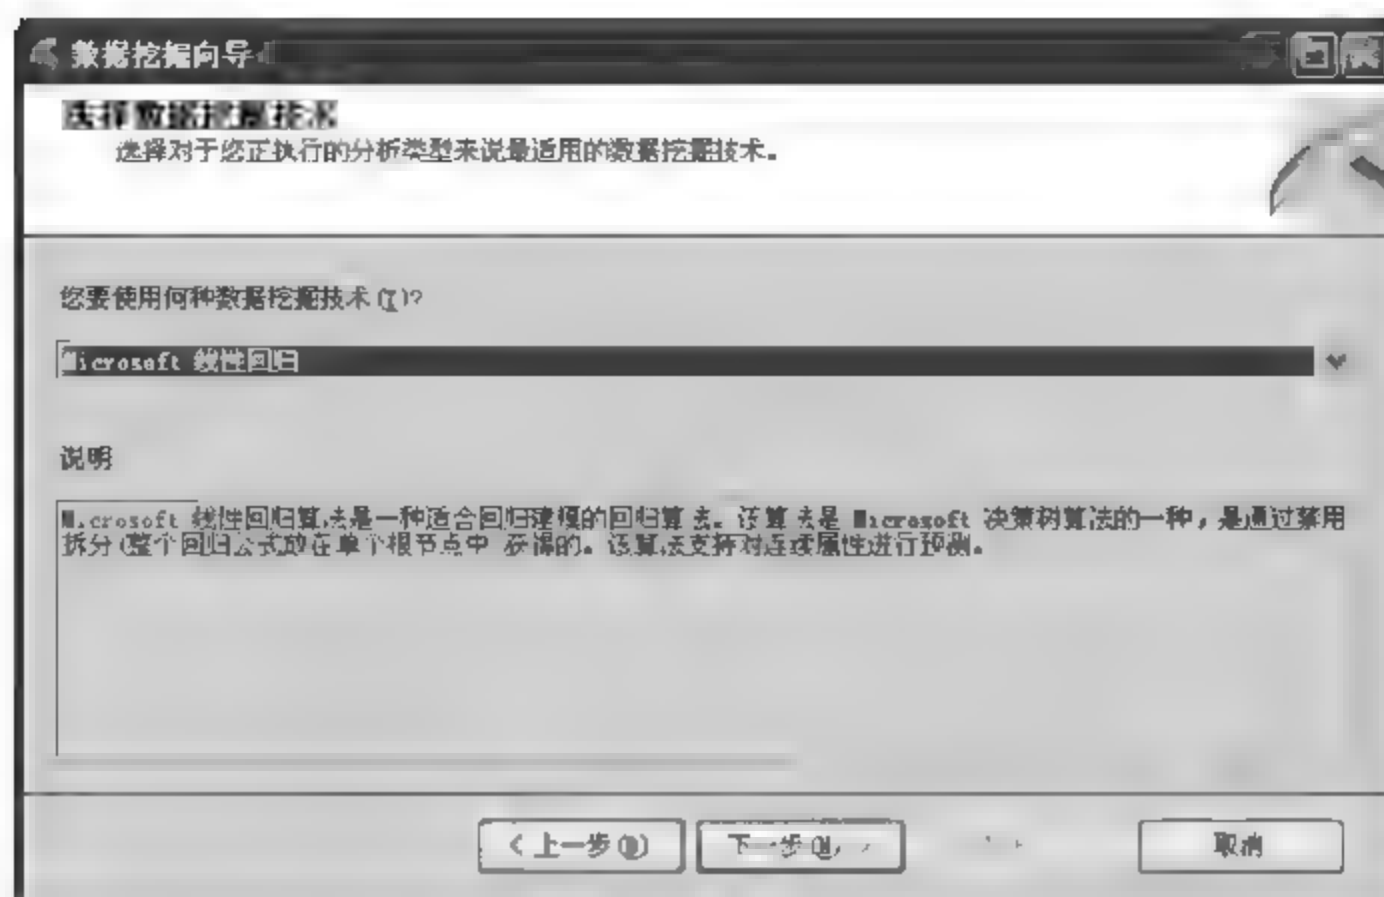 数据挖掘向导
选择数据挖掘技术
选择对于您正执行的分析类型来说最适用的数据挖掘技术。
您要使用何种数据挖掘技术(T)?
Microsoft 线性回归
说明
Microsoft 线性回归算法是一种适合回归建模的回归算法。该算法是 Microsoft 决策树算法的一种，是通过禁用
拆分(整个回归公式放在单个根节点中 获得的。该算法支持对连续属性进行预测。
< 上一步(B)
下一步(N)
取消